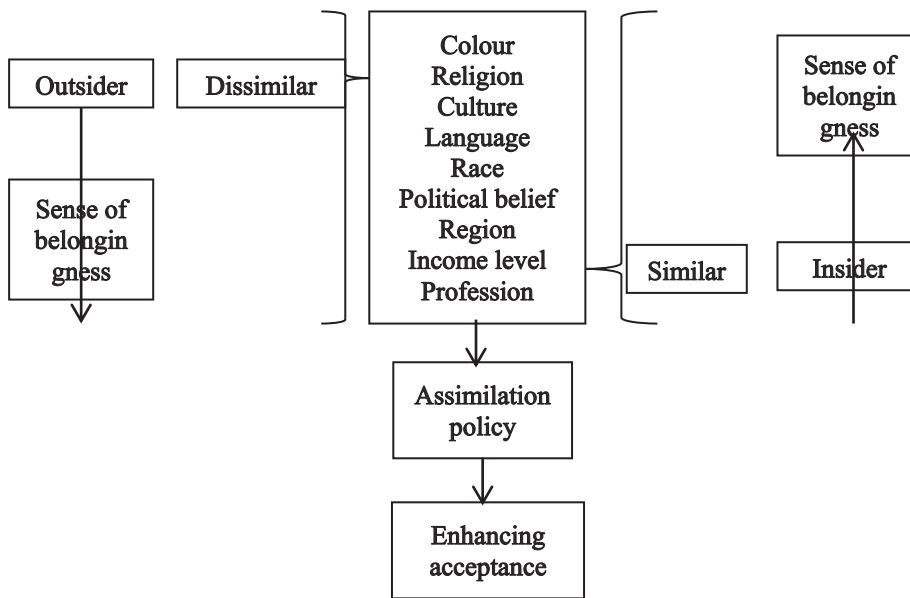 Outsider
Sense of
belongin
gness
Dissimilar
Colour
Religion
Culture
Language
Race
Political belief
Region
Income level
Profession
Similar
Sense of
belongin
gness
Insider
Assimilation
policy
Enhancing
acceptance